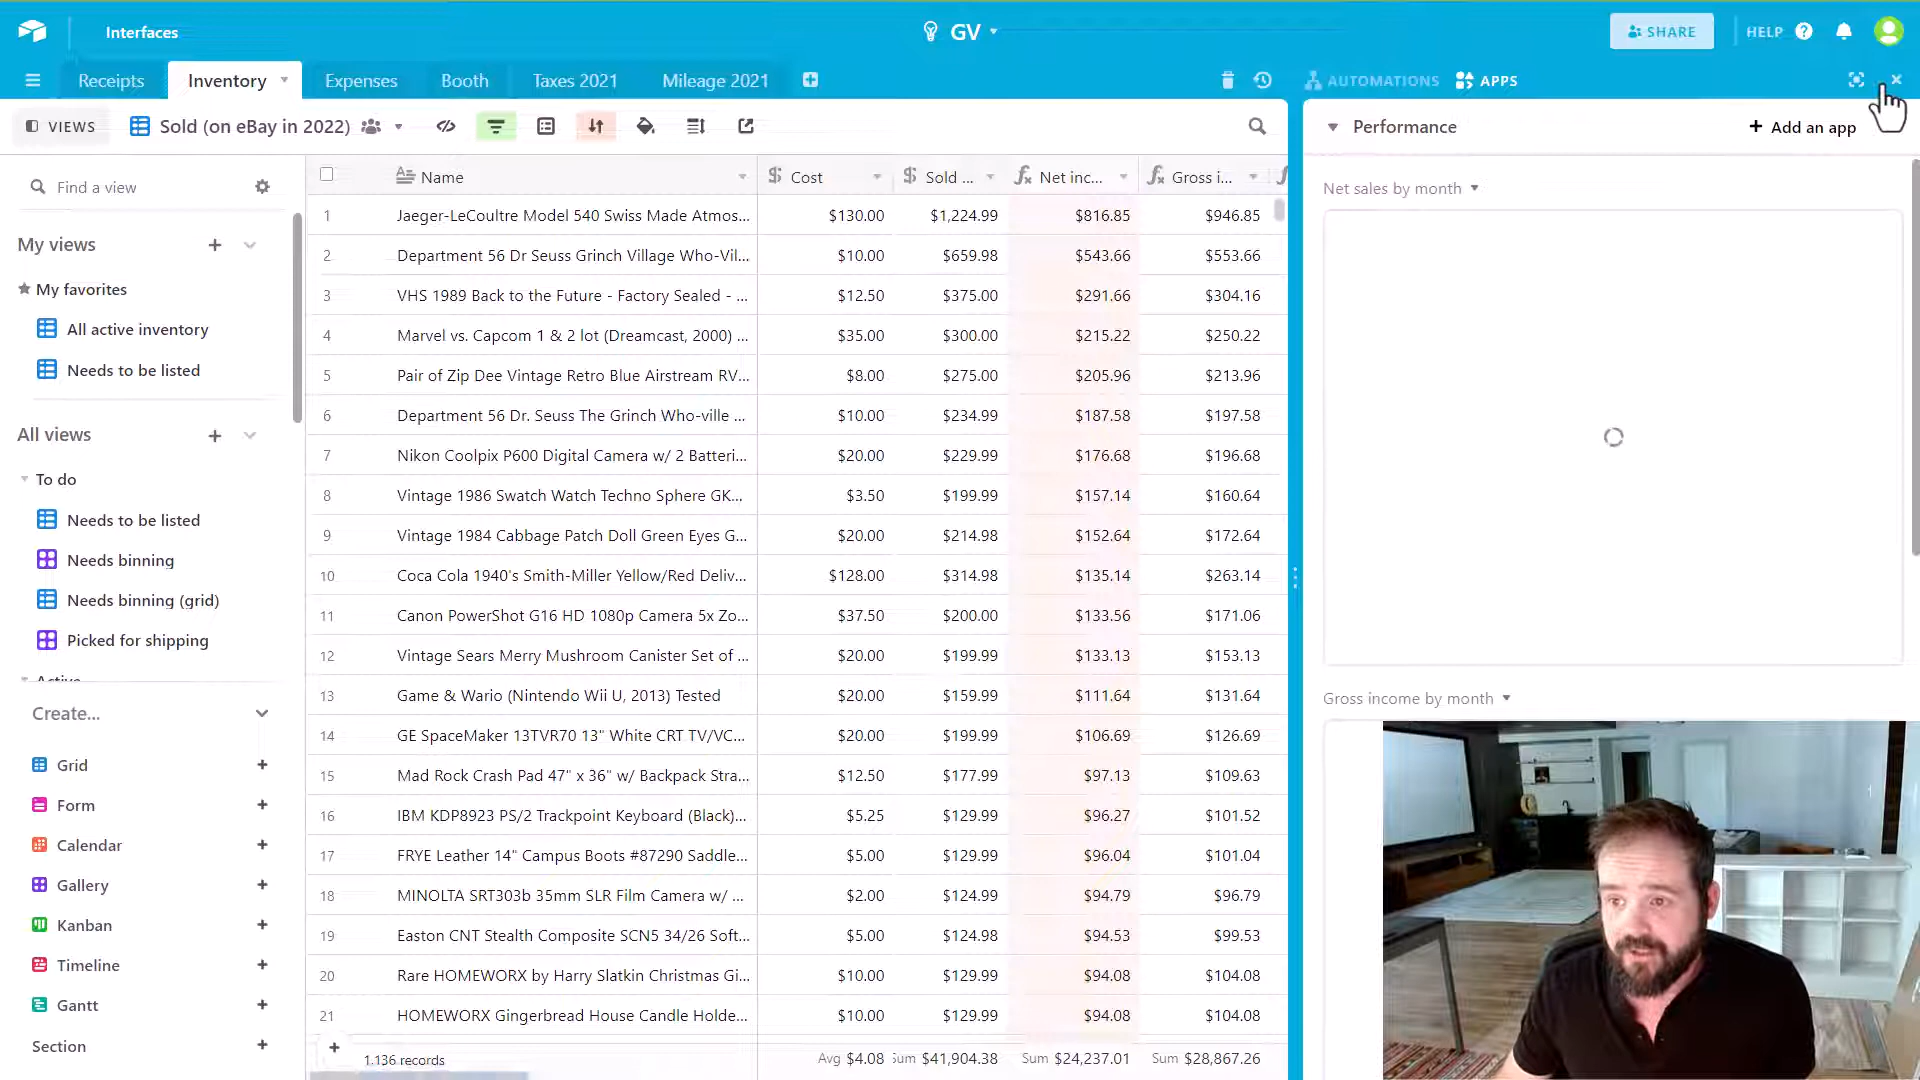 Interfaces
GV
SHARE
HELP
Receipts
Inventory
Expenses
Booth
Taxes 2021
Mileage 2021
AUTOMATIONS
APPS
VIEWS
Sold (on eBay in 2022)
Performance
Add an app
Find a view
Name
Cost
Sold ...
Net inc...
Gross i...
Net sales by month
My views
My favorites
All active inventory
Needs to be listed
All views
To do
Needs to be listed
Needs binning
Needs binning (grid)
Picked for shipping
Active
Create...
Grid
Form
Calendar
Gallery
Kanban
Timeline
Gantt
Section
1 Jaeger-LeCoultre Model 540 Swiss Made Atmos... $130.00 $1,224.99 $816.85 $946.85
2 Department 56 Dr Seuss Grinch Village Who-Vil... $10.00 $659.98 $543.66 $553.66
3 VHS 1989 Back to the Future - Factory Sealed - ... $12.50 $375.00 $291.66 $304.16
4 Marvel vs. Capcom 1 & 2 lot (Dreamcast, 2000) ... $35.00 $300.00 $215.22 $250.22
5 Pair of Zip Dee Vintage Retro Blue Airstream RV... $8.00 $275.00 $205.96 $213.96
6 Department 56 Dr. Seuss The Grinch Who-ville ... $10.00 $234.99 $187.58 $197.58
7 Nikon Coolpix P600 Digital Camera w/ 2 Batteri... $20.00 $229.99 $176.68 $196.68
8 Vintage 1986 Swatch Watch Techno Sphere GK... $3.50 $199.99 $157.14 $160.64
9 Vintage 1984 Cabbage Patch Doll Green Eyes G... $20.00 $214.98 $152.64 $172.64
10 Coca Cola 1940's Smith-Miller Yellow/Red Deliv... $128.00 $314.98 $135.14 $263.14
11 Canon PowerShot G16 HD 1080p Camera 5x Zo... $37.50 $200.00 $133.56 $171.06
12 Vintage Sears Merry Mushroom Canister Set of ... $20.00 $199.99 $133.13 $153.13
13 Game & Wario (Nintendo Wii U, 2013) Tested $20.00 $159.99 $111.64 $131.64
14 GE SpaceMaker 13TVR70 13" White CRT TV/VC... $20.00 $199.99 $106.69 $126.69
15 Mad Rock Crash Pad 47" x 36" w/ Backpack Stra... $12.50 $177.99 $97.13 $109.63
16 IBM KDP8923 PS/2 Trackpoint Keyboard (Black)... $5.25 $129.99 $96.27 $101.52
17 FRYE Leather 14" Campus Boots #87290 Saddle... $5.00 $129.99 $96.04 $101.04
18 MINOLTA SRT303b 35mm SLR Film Camera w/ ... $2.00 $124.99 $94.79 $96.79
19 Easton CNT Stealth Composite SCN5 34/26 Soft... $5.00 $124.98 $94.53 $99.53
20 Rare HOMEWORX by Harry Slatkin Christmas Gi... $10.00 $129.99 $94.08 $104.08
21 HOMEWORX Gingerbread House Candle Holde... $10.00 $129.99 $94.08 $104.08
1,136 records Avg $4.08 Sum $41,904.38 Sum $24,237.01 Sum $28,867.26
Gross income by month